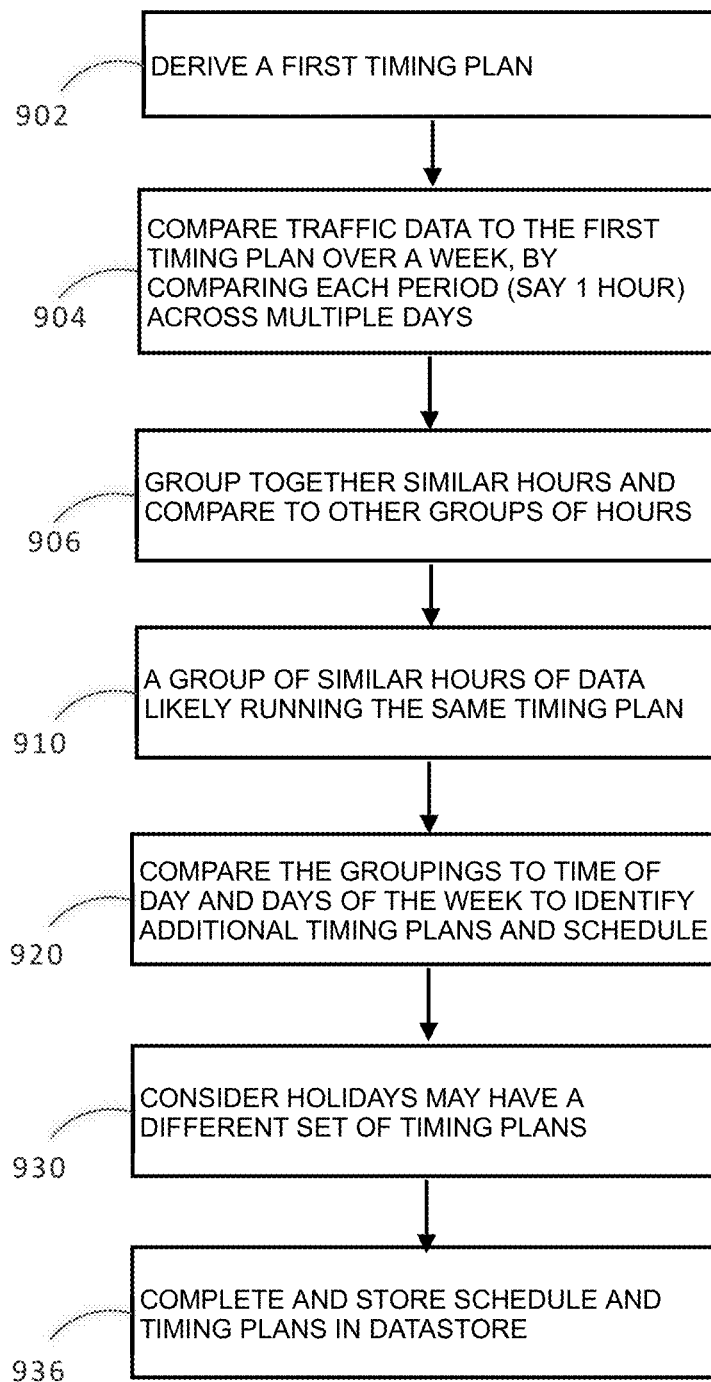 DERIVE A FIRST TIMING PLAN
902
COMPARE TRAFFIC DATA TO THE FIRST
TIMING PLAN OVER A WEEK, BY
COMPARING EACH PERIOD (SAY 1 HOUR)
ACROSS MULTIPLE DAYS
904
GROUP TOGETHER SIMILAR HOURS AND
COMPARE TO OTHER GROUPS OF HOURS
906
A GROUP OF SIMILAR HOURS OF DATA
LIKELY RUNNING THE SAME TIMING PLAN
910
COMPARE THE GROUPINGS TO TIME OF
DAY AND DAYS OF THE WEEK TO IDENTIFY
ADDITIONAL TIMING PLANS AND SCHEDULE
920
CONSIDER HOLIDAYS MAY HAVE A
DIFFERENT SET OF TIMING PLANS
930
COMPLETE AND STORE SCHEDULE AND
TIMING PLANS IN DATASTORE
936